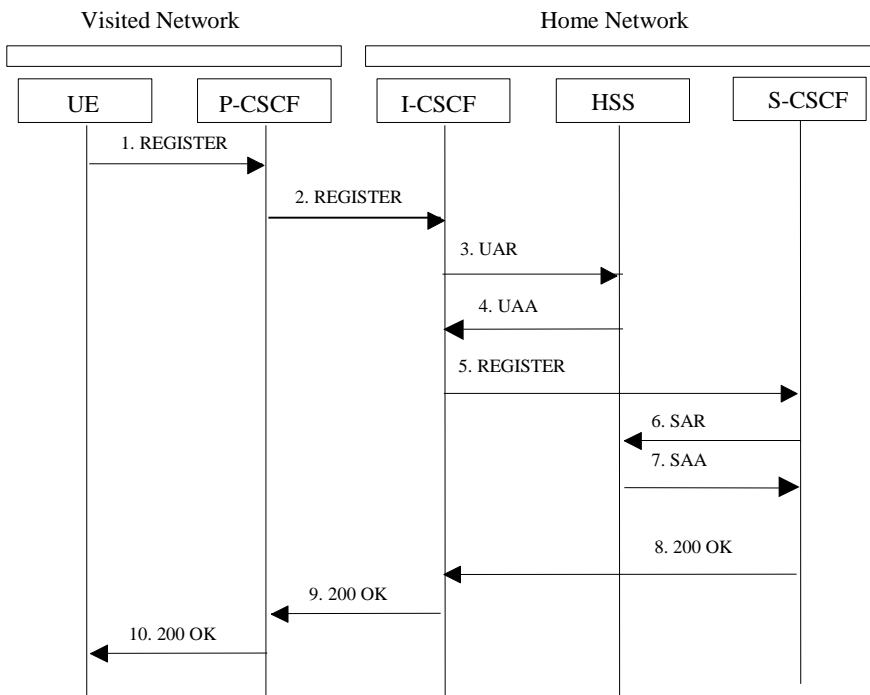 Visited Network
Home Network
UE
P-CSCF
I-CSCF
HSS
S-CSCF
1. REGISTER
2. REGISTER
3. UAR
4. UAA
5. REGISTER
6. SAR
7. SAA
8. 200 OK
9. 200 OK
10. 200 OK